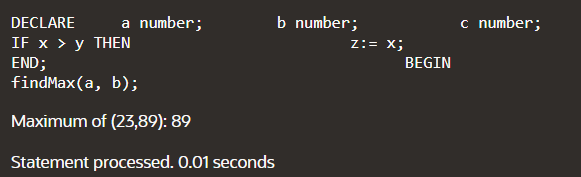 DECLARE a number; b number; c number;
IF x > y THEN z:= x;
END; BEGIN
findMax(a, b);
Maximum of (23,89): 89
Statement processed. 0.01 seconds